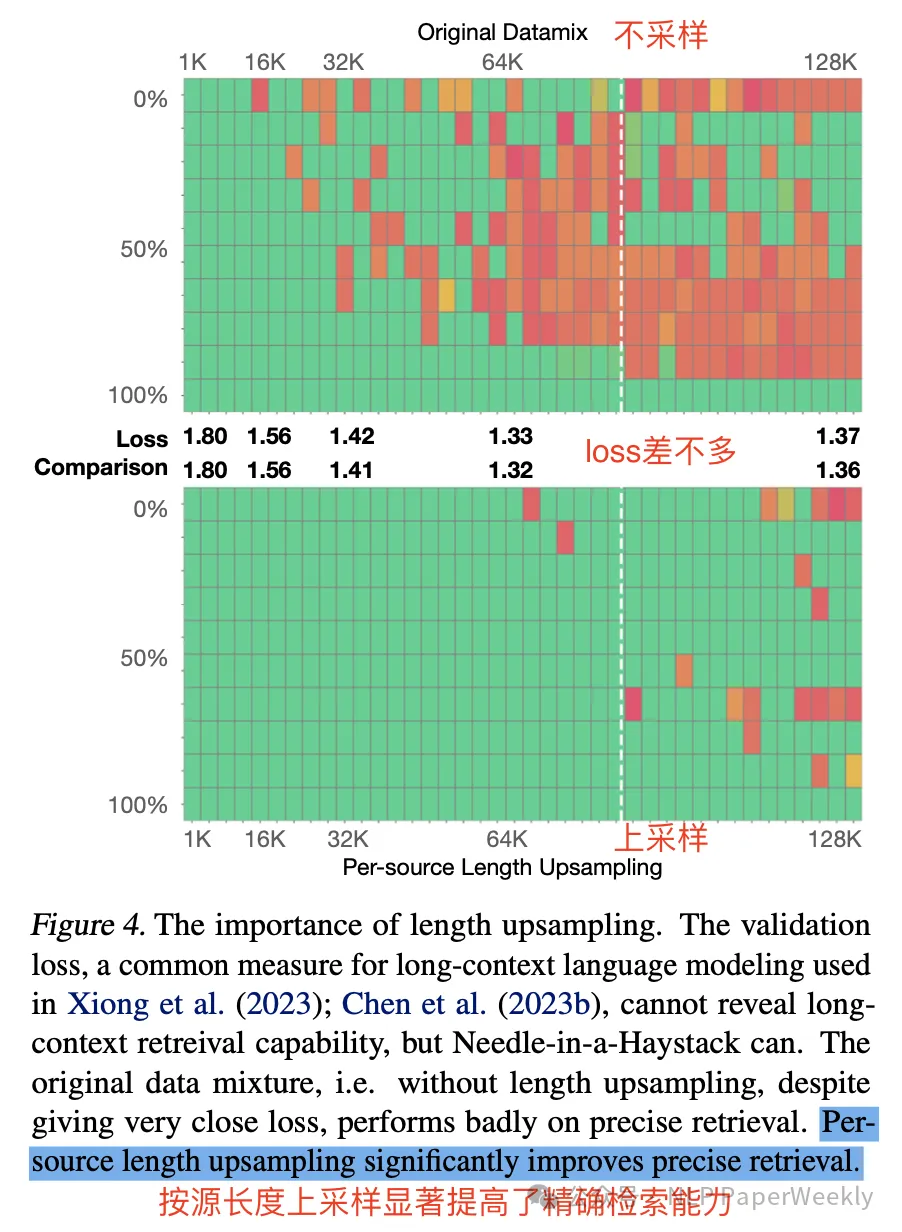 Original Datamix 不采样
1K 16K 32K 64K 128K
0%
50%
100%
Loss 1.80 1.56 1.42 1.33 1.37
loss差不多
Comparison 1.80 1.56 1.41 1.32 1.36
0%
50%
100%
1K 16K 32K 64K 上采样 128K
Per-source Length Upsampling
Figure 4. The importance of length upsampling. The validation
loss, a common measure for long-context language modeling used
in Xiong et al. (2023); Chen et al. (2023b), cannot reveal long-
context retreival capability, but Needle-in-a-Haystack can. The
original data mixture, i.e. without length upsampling, despite
giving very close loss, performs badly on precise retrieval. Per-
source length upsampling significantly improves precise retrieval.
按源长度上采样显著提高了精确检索能力
公众号 NLP PaperWeekly